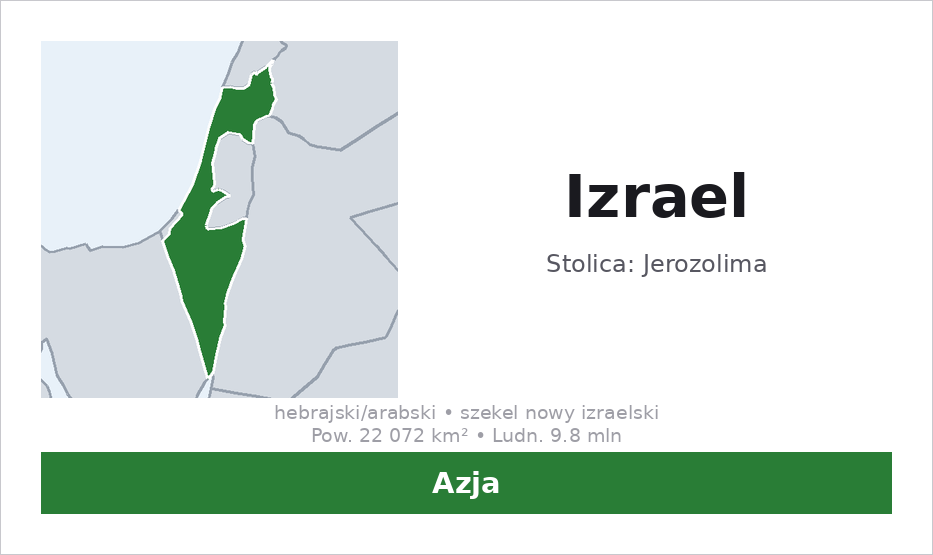 Izrael
Stolica: Jerozolima
hebrajski/arabski • szekel nowy izraelski
Pow. 22 072 km² • Ludn. 9.8 mln
Azja